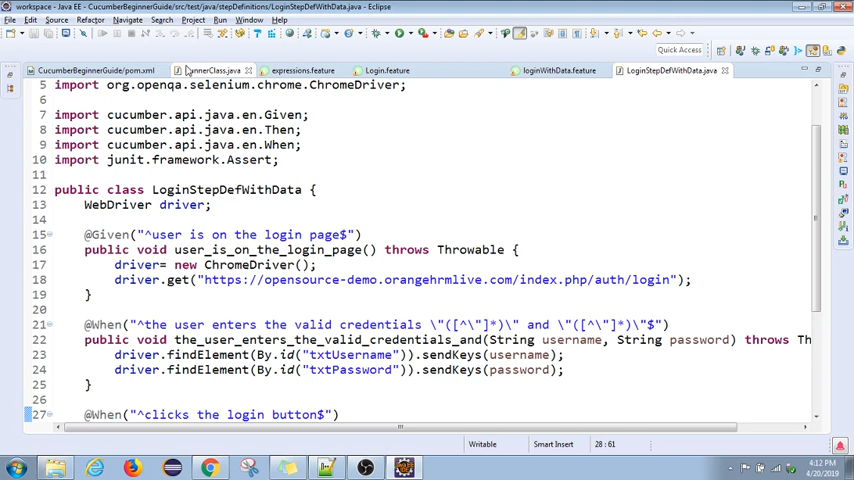 workspace - Java EE - CucumberBeginnerGuide/src/test/java/stepDefinitions/LoginStepDefWithData.java - Eclipse
File Edit Source Refactor Navigate Search Project Run Window Help
Quick Access
CucumberBeginnerGuide/pom.xml
nnerClass.java
expressions.feature
Login.feature
loginWithData.feature
LoginStepDefWithData.java
5 import org.openqa.selenium.chrome.ChromeDriver;
6
7 import cucumber.api.java.en.Given;
8 import cucumber.api.java.en.Then;
9 import cucumber.api.java.en.When;
10 import junit.framework.Assert;
11
12 public class LoginStepDefWithData {
13 WebDriver driver;
14
15 @Given("^user is on the login page$")
16 public void user_is_on_the_login_page() throws Throwable {
17 driver= new ChromeDriver();
18 driver.get("https://opensource-demo.orangehrmlive.com/index.php/auth/login");
19 }
20
21 @When("^the user enters the valid credentials \"([^\"]*)\" and \"([^\"]*)\"$")
22 public void the_user_enters_the_valid_credentials_and(String username, String password) throws Th
23 driver.findElement(By.id("txtUsername")).sendKeys(username);
24 driver.findElement(By.id("txtPassword")).sendKeys(password);
25 }
26
27 @When("^clicks the login button$")
Writable Smart Insert 28 : 61
4:12 PM
4/20/2019